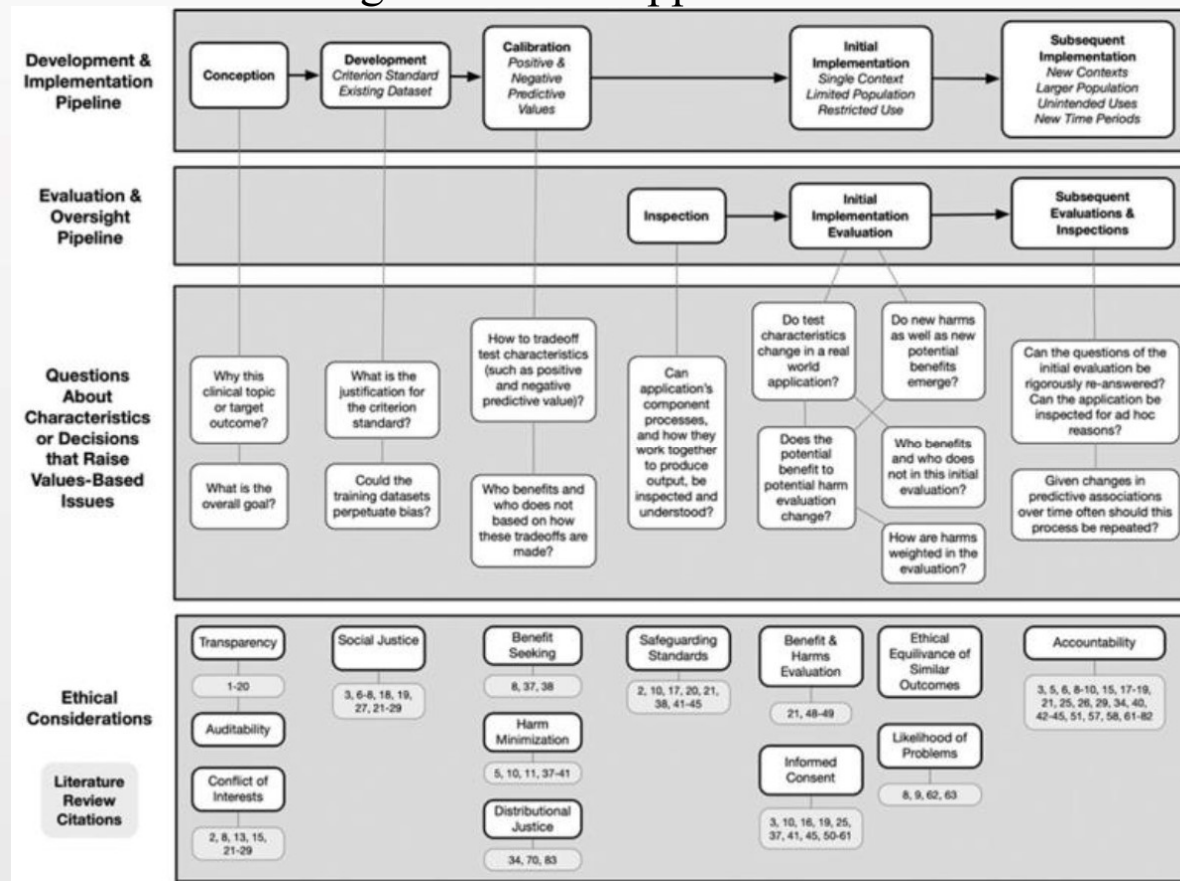 Development &
Implementation
Pipeline
Conception
Development
Criterion Standard
Existing Dataset
Calibration
Positive &
Negative
Predictive
Values
Initial
Implementation
Single Context
Limited Population
Restricted Use
Subsequent
Implementation
New Contexts
Larger Population
Unintended Uses
New Time Periods
Evaluation &
Oversight
Pipeline
Inspection
Initial
Implementation
Evaluation
Subsequent
Evaluations &
Inspections
Questions
About
Characteristics
or Decisions
that Raise
Values-Based
Issues
Why this
clinical topic
or target
outcome?
What is the
overall goal?
What is the
justification for
the criterion
standard?
Could the
training datasets
perpetuate bias?
How to tradeoff
test characteristics
(such as positive
and negative
predictive value)?
Who benefits and
who does not
based on how
these tradeoffs are
made?
Can
application's
component
processes,
and how they
work together
to produce
output, be
inspected and
understood?
Do test
characteristics
change in a real
world
application?
Do new harms
as well as new
potential
benefits
emerge?
Does the
potential
benefit to
potential harm
evaluation
change?
Who benefits
and who does
not in this initial
evaluation?
How are harms
weighted in the
evaluation?
Can the questions of the
initial evaluation be
rigorously re-answered?
Can the application be
inspected for ad hoc
reasons?
Given changes in
predictive associations
over time often should this
process be repeated?
Ethical
Considerations
Literature
Review
Citations
Transparency
1-20
Auditability
Conflict of
Interests
2, 8, 13, 15,
21-29
Social Justice
3, 6-8, 18, 19,
27, 21-29
Benefit
Seeking
8, 37, 38
Harm
Minimization
5, 10, 11, 37-41
Distributional
Justice
34, 70, 83
Safeguarding
Standards
2, 10, 17, 20, 21,
38, 41-45
Benefit &
Harms
Evaluation
21, 48-49
Informed
Consent
3, 10, 16, 19, 25,
37, 41, 45, 50-61
Ethical
Equilivance of
Similar
Outcomes
Likelihood of
Problems
8, 9, 62, 63
Accountability
3, 5, 6, 8-10, 15, 17-19,
21, 25, 26, 29, 34, 40,
42-45, 51, 57, 58, 61-82